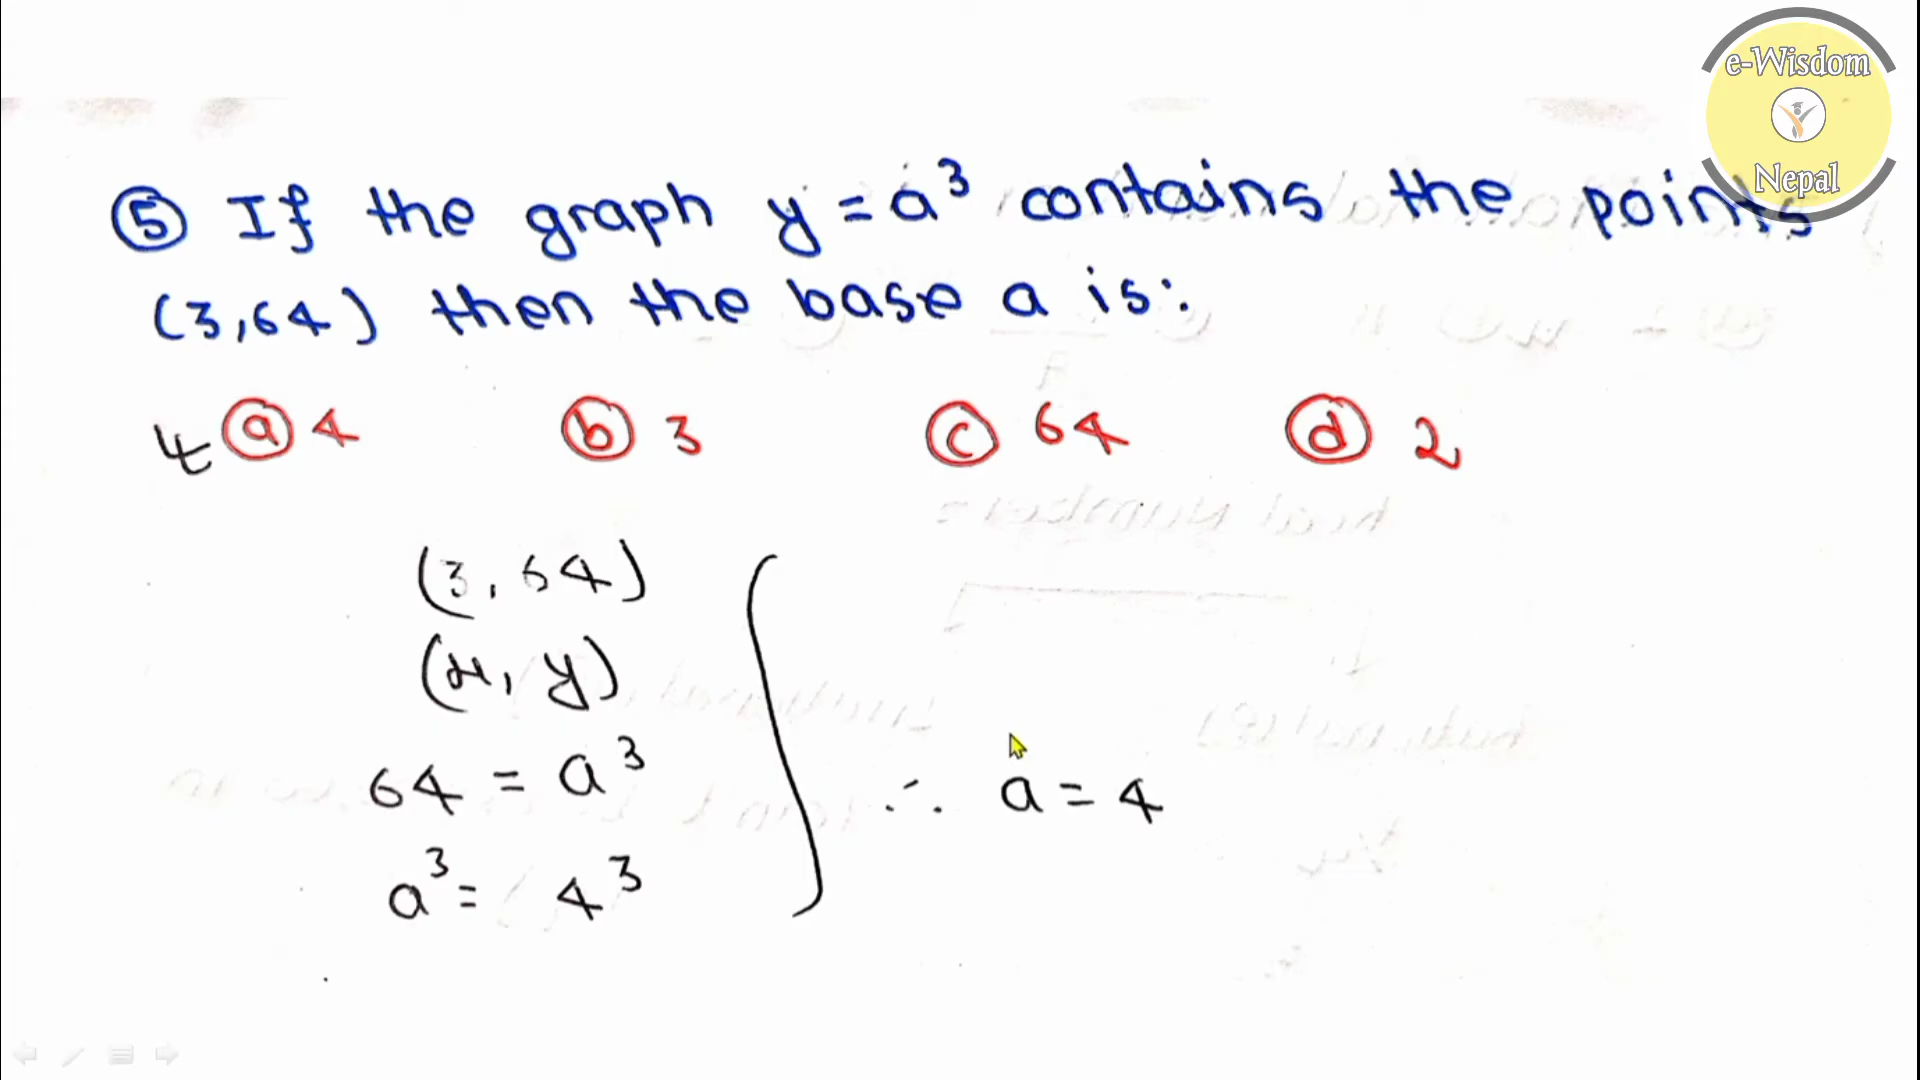 e-Wisdom
Nepal
⑤ If the graph y = a³ contains the points
(3,64) then the base a is:
ⓐ 4 ⓑ 3 ⓒ 64 ⓓ 2
(3, 64)
(x, y)
64 = a³
a³ = 4³
∴ a = 4